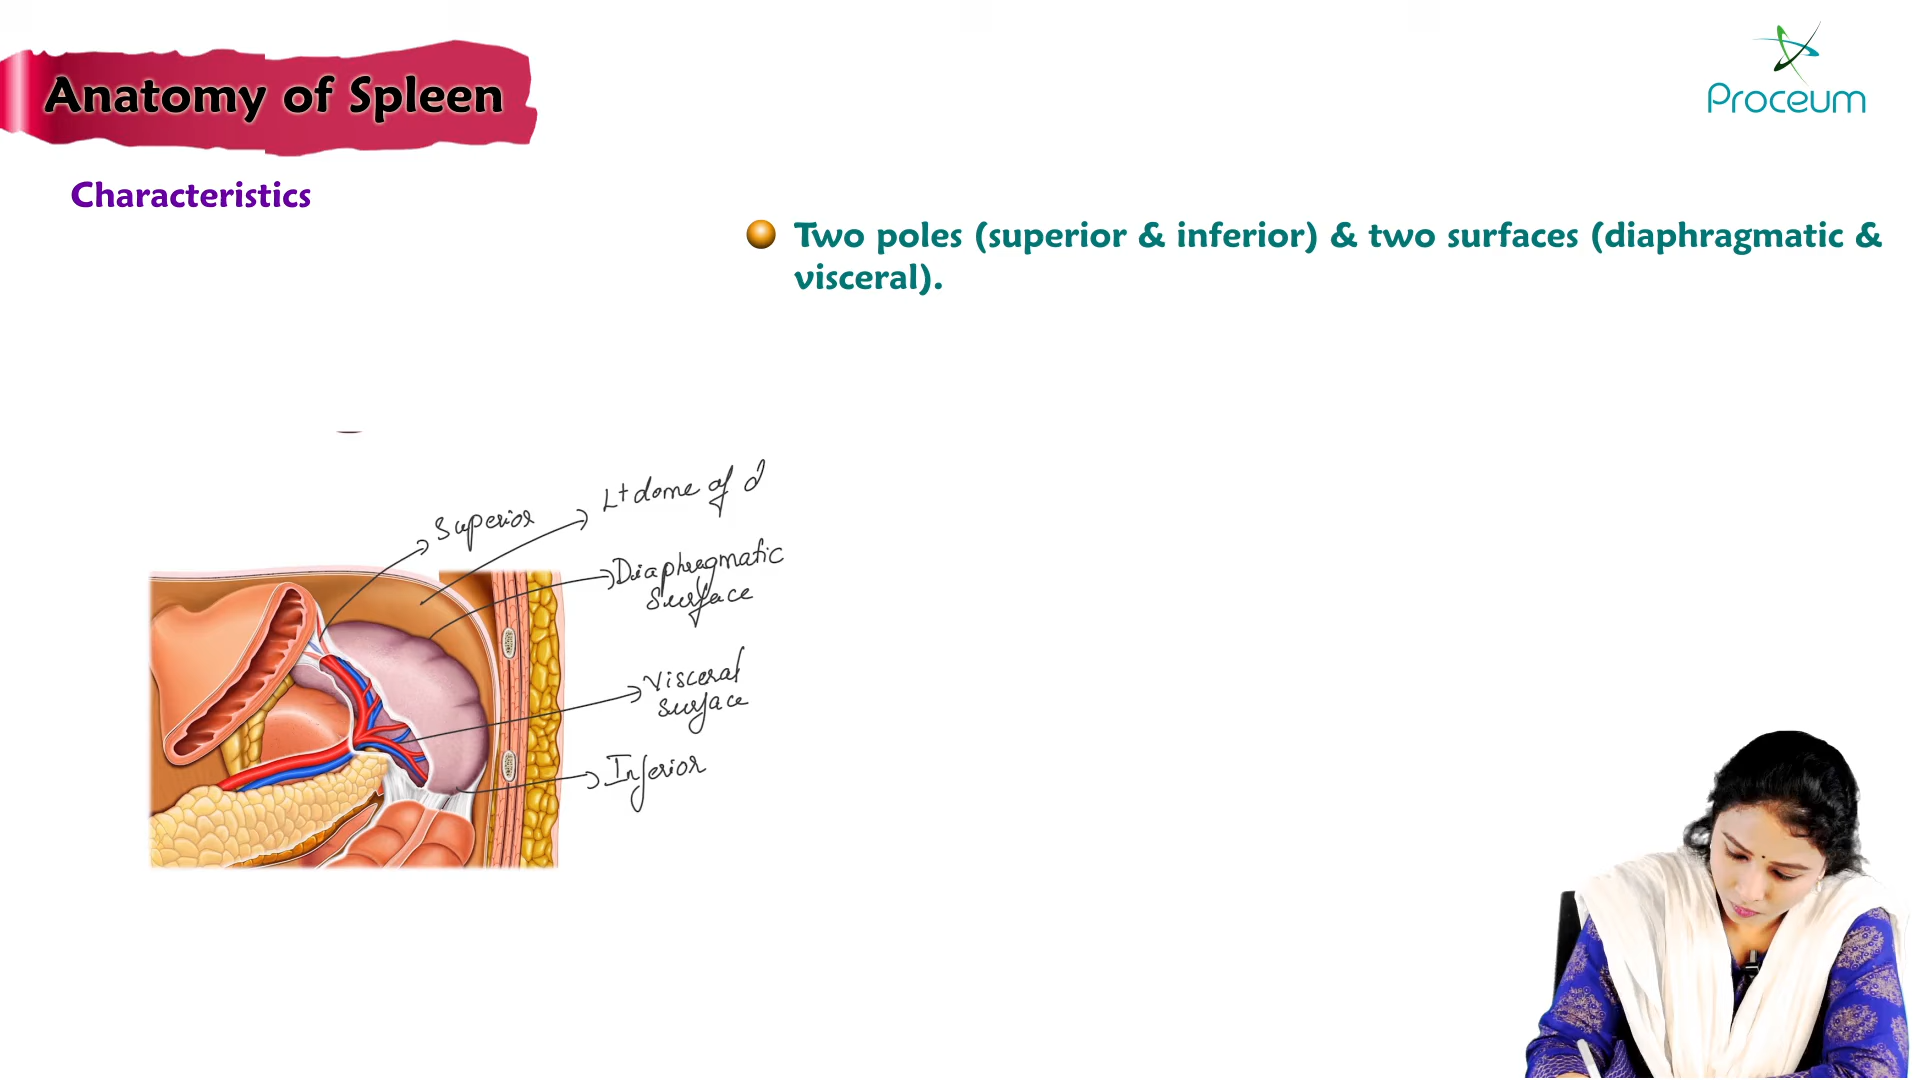 Anatomy of Spleen
Proceum
Characteristics
Two poles (superior & inferior) & two surfaces (diaphragmatic &
visceral).
Lt dome of d
Superior
Diaphragmatic
Surface
Visceral
surface
Inferior